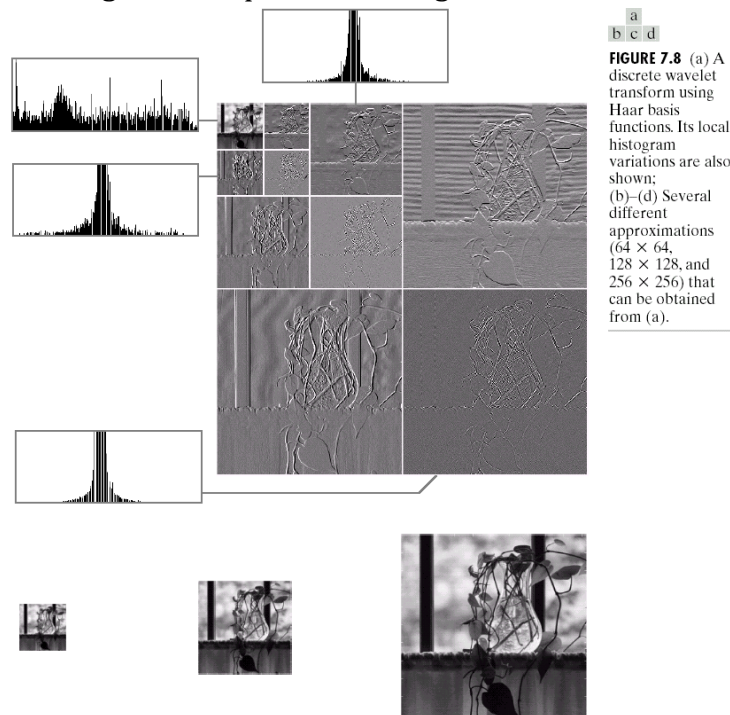 a
b c d
FIGURE 7.8 (a) A
discrete wavelet
transform using
Haar basis
functions. Its local
histogram
variations are also
shown;
(b)–(d) Several
different
approximations
(64 × 64,
128 × 128, and
256 × 256) that
can be obtained
from (a).